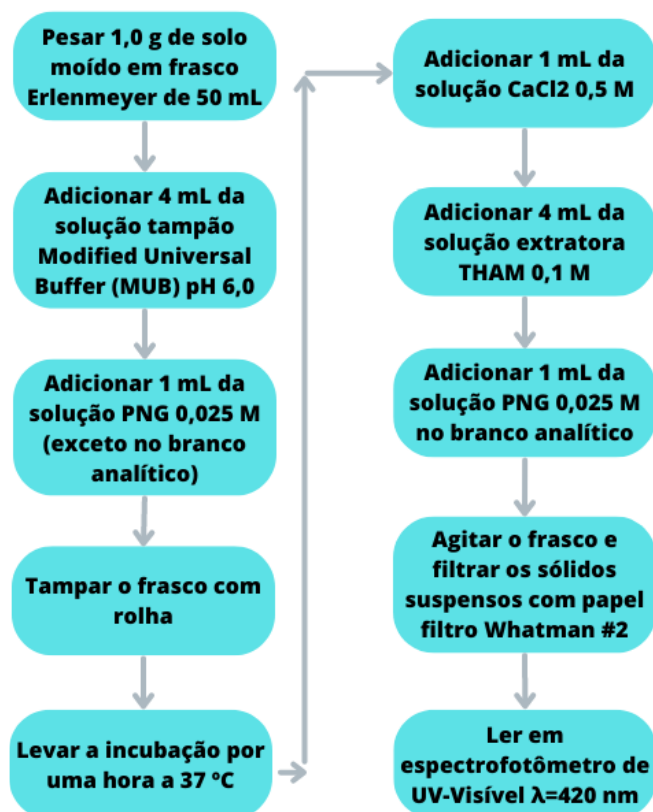 Pesar 1,0 g de solo
moído em frasco
Erlenmeyer de 50 mL
Adicionar 4 mL da
solução tampão
Modified Universal
Buffer (MUB) pH 6,0
Adicionar 1 mL da
solução PNG 0,025 M
(exceto no branco
analítico)
Tampar o frasco com
rolha
Levar a incubação por
uma hora a 37 ºC
Adicionar 1 mL da
solução CaCl2 0,5 M
Adicionar 4 mL da
solução extratora
THAM 0,1 M
Adicionar 1 mL da
solução PNG 0,025 M
no branco analítico
Agitar o frasco e
filtrar os sólidos
suspensos com papel
filtro Whatman #2
Ler em
espectrofotômetro de
UV-Visível λ=420 nm